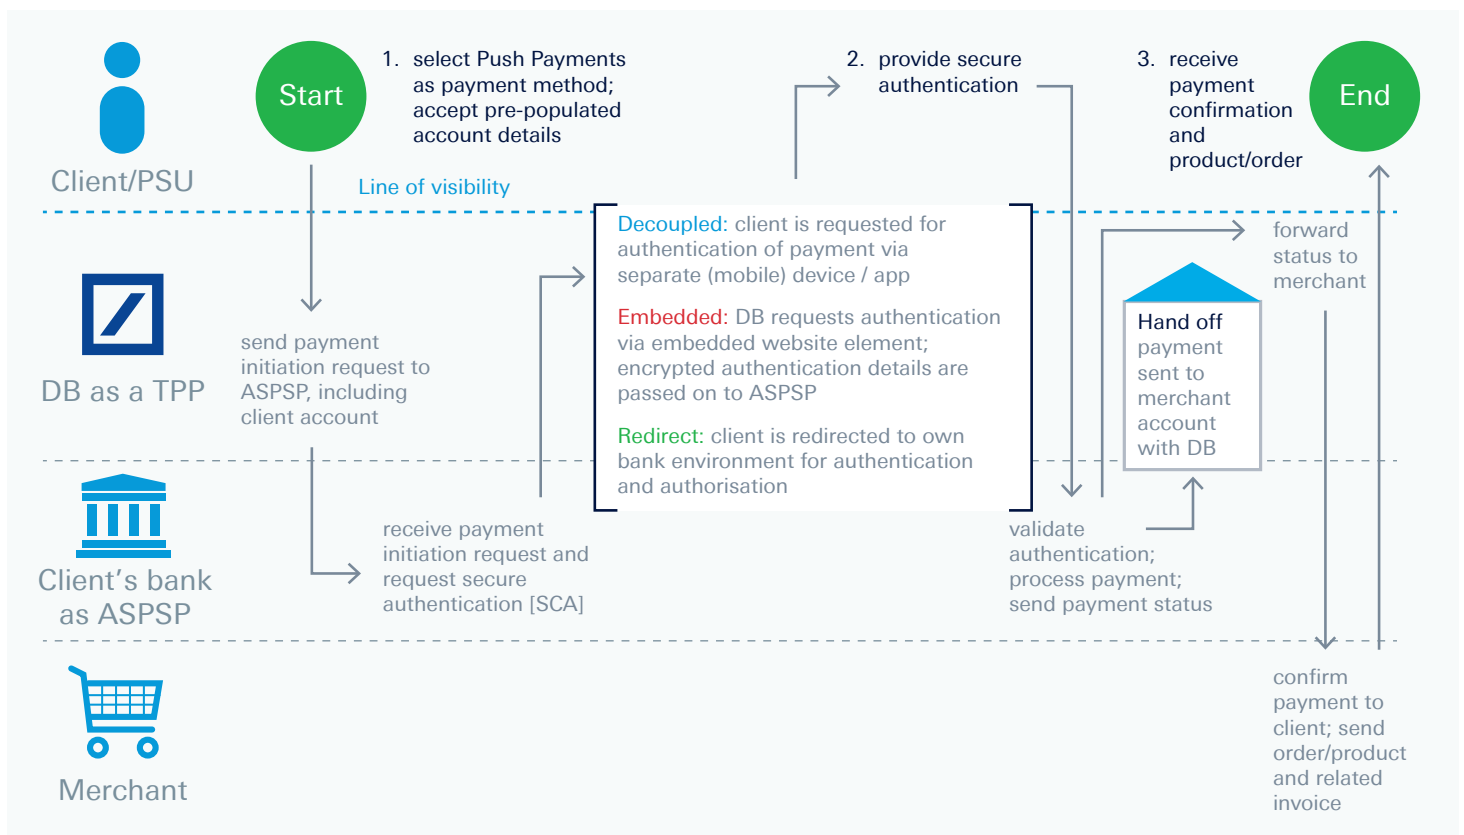 Start
1. select Push Payments
as payment method;
accept pre-populated
account details
2. provide secure
authentication
3. receive
payment
confirmation
and
product/order
End
Client/PSU
Line of visibility
Decoupled: client is requested for
authentication of payment via
separate (mobile) device / app
Embedded: DB requests authentication
via embedded website element;
encrypted authentication details are
passed on to ASPSP
Redirect: client is redirected to own
bank environment for authentication
and authorisation
forward
status to
merchant
Hand off
payment
sent to
merchant
account
with DB
DB as a TPP
send payment
initiation request to
ASPSP, including
client account
Client's bank
as ASPSP
receive payment
initiation request and
request secure
authentication [SCA]
validate
authentication;
process payment;
send payment status
Merchant
confirm
payment to
client; send
order/product
and related
invoice